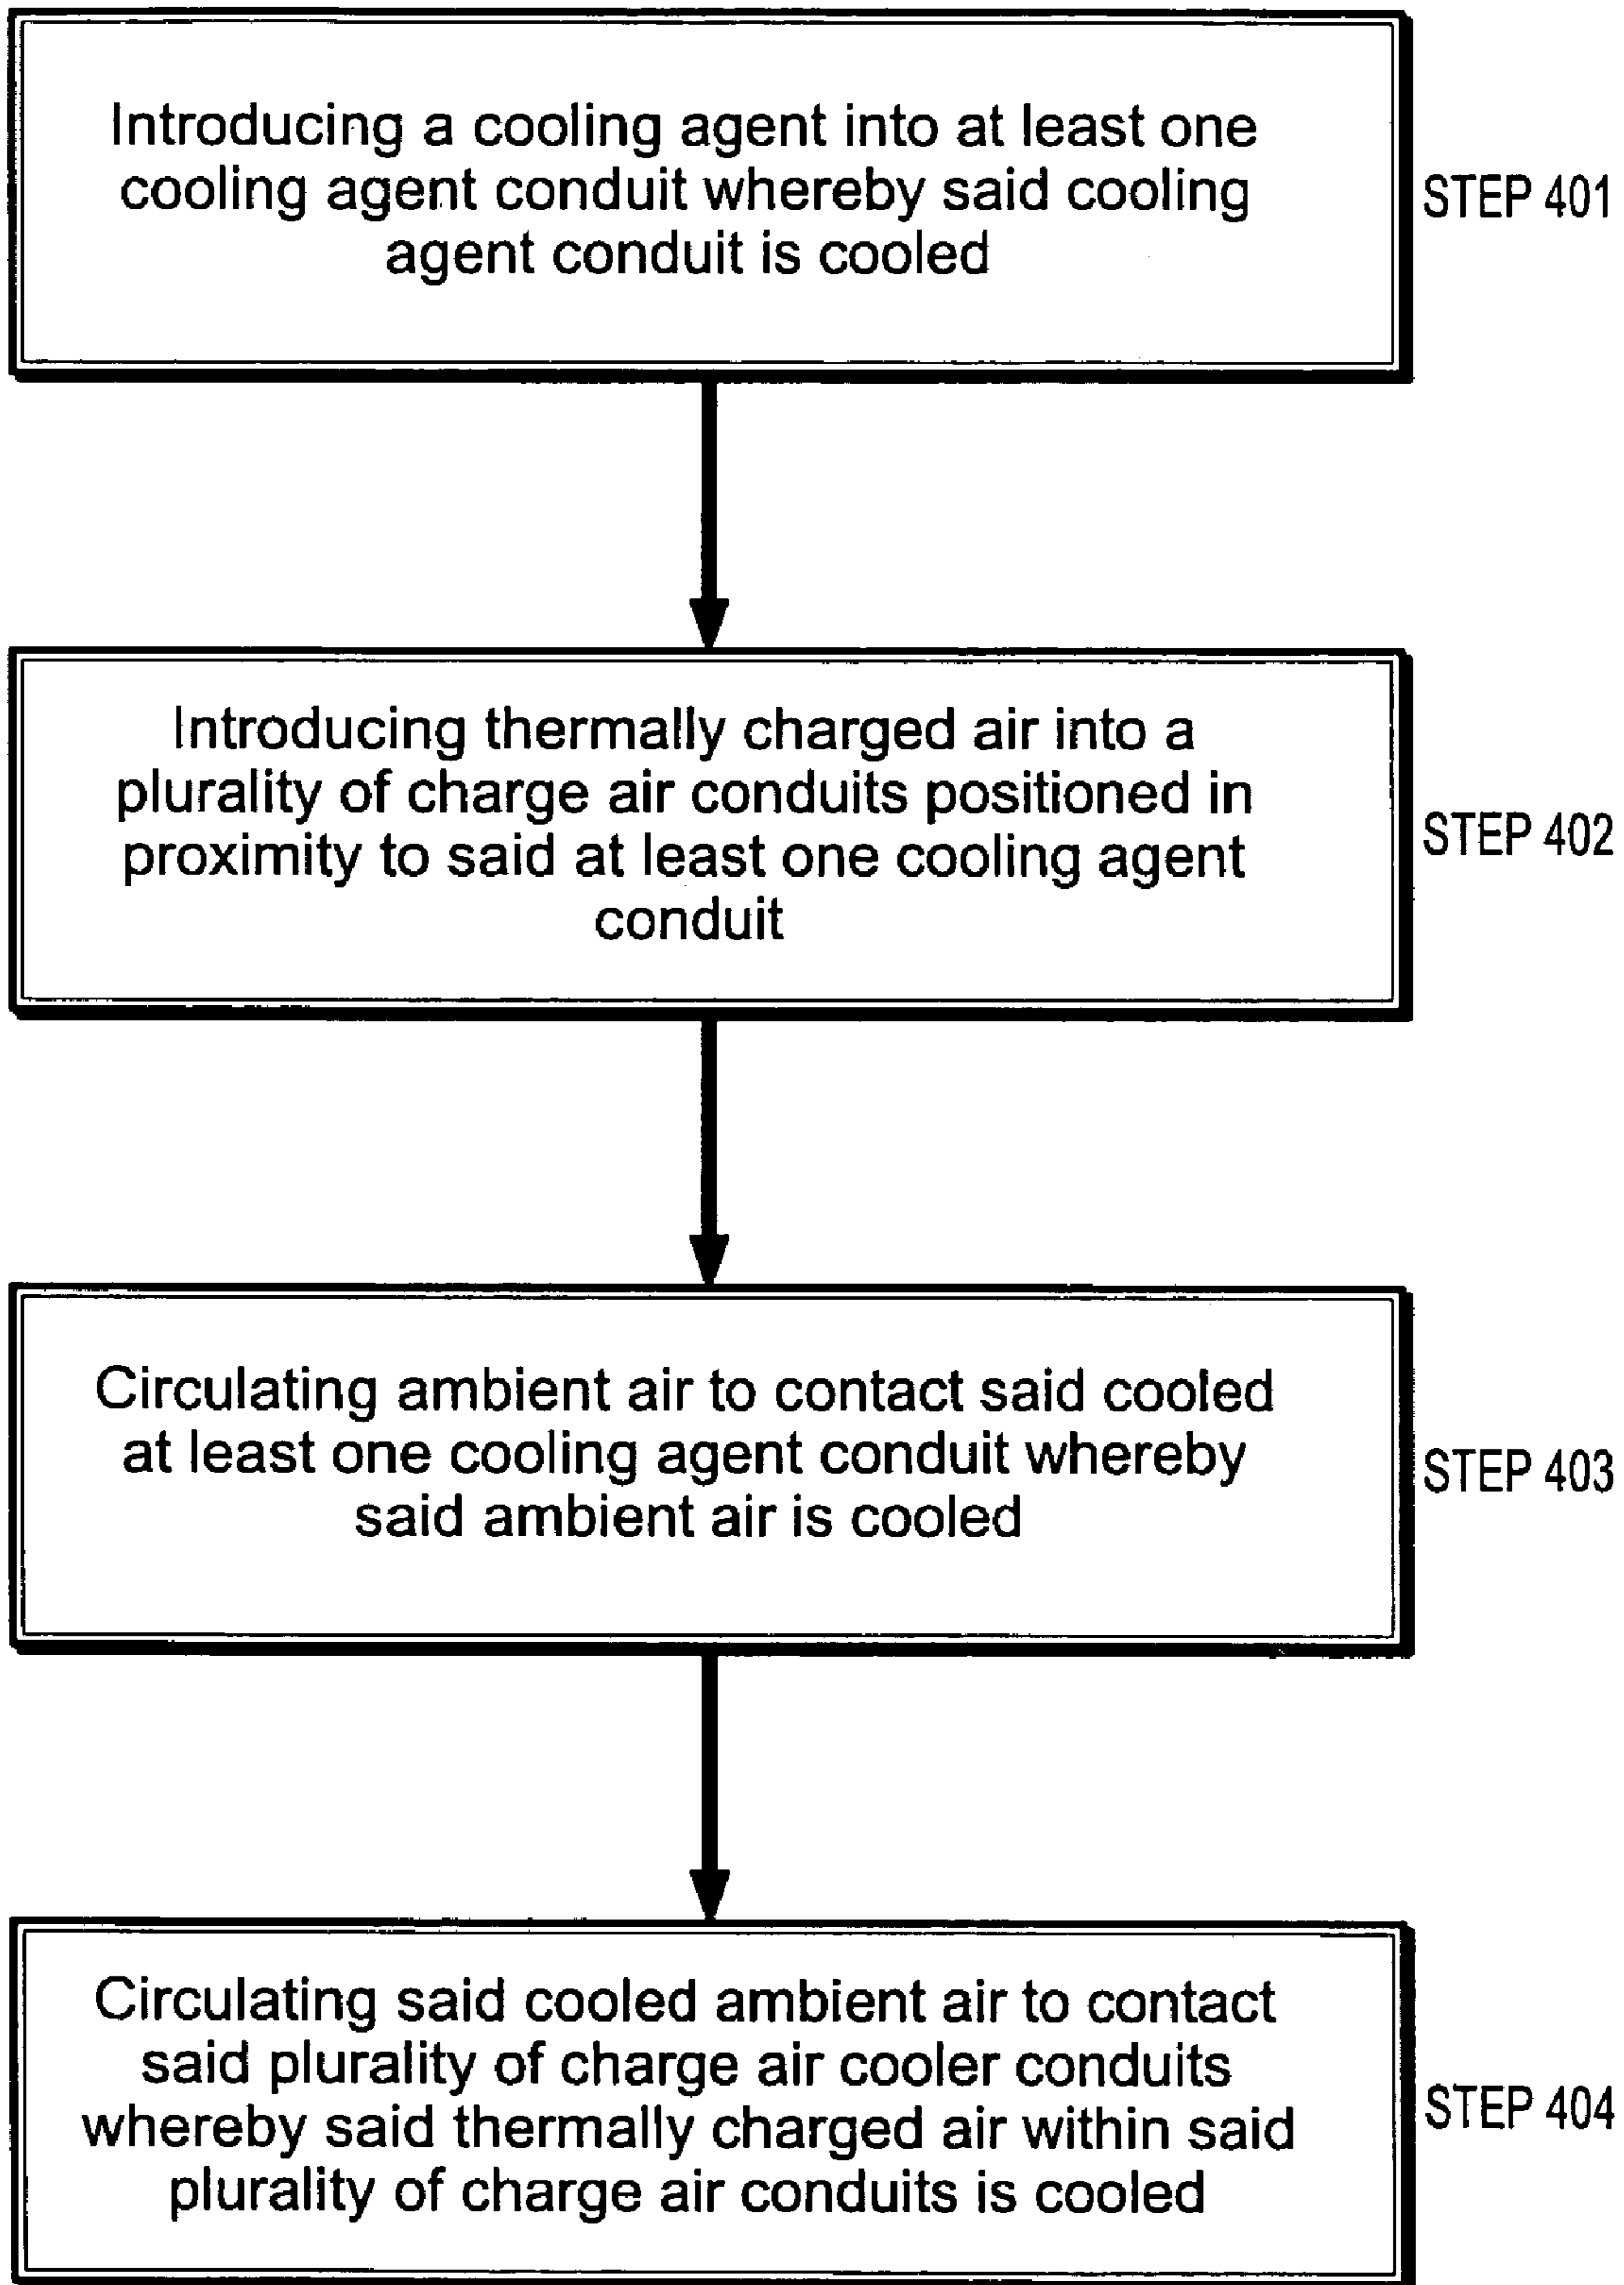 Introducing a cooling agent into at least one
cooling agent conduit whereby said cooling
agent conduit is cooled
STEP 401
Introducing thermally charged air into a
plurality of charge air conduits positioned in
proximity to said at least one cooling agent
conduit
STEP 402
Circulating ambient air to contact said cooled
at least one cooling agent conduit whereby
said ambient air is cooled
STEP 403
Circulating said cooled ambient air to contact
said plurality of charge air cooler conduits
whereby said thermally charged air within said
plurality of charge air conduits is cooled
STEP 404